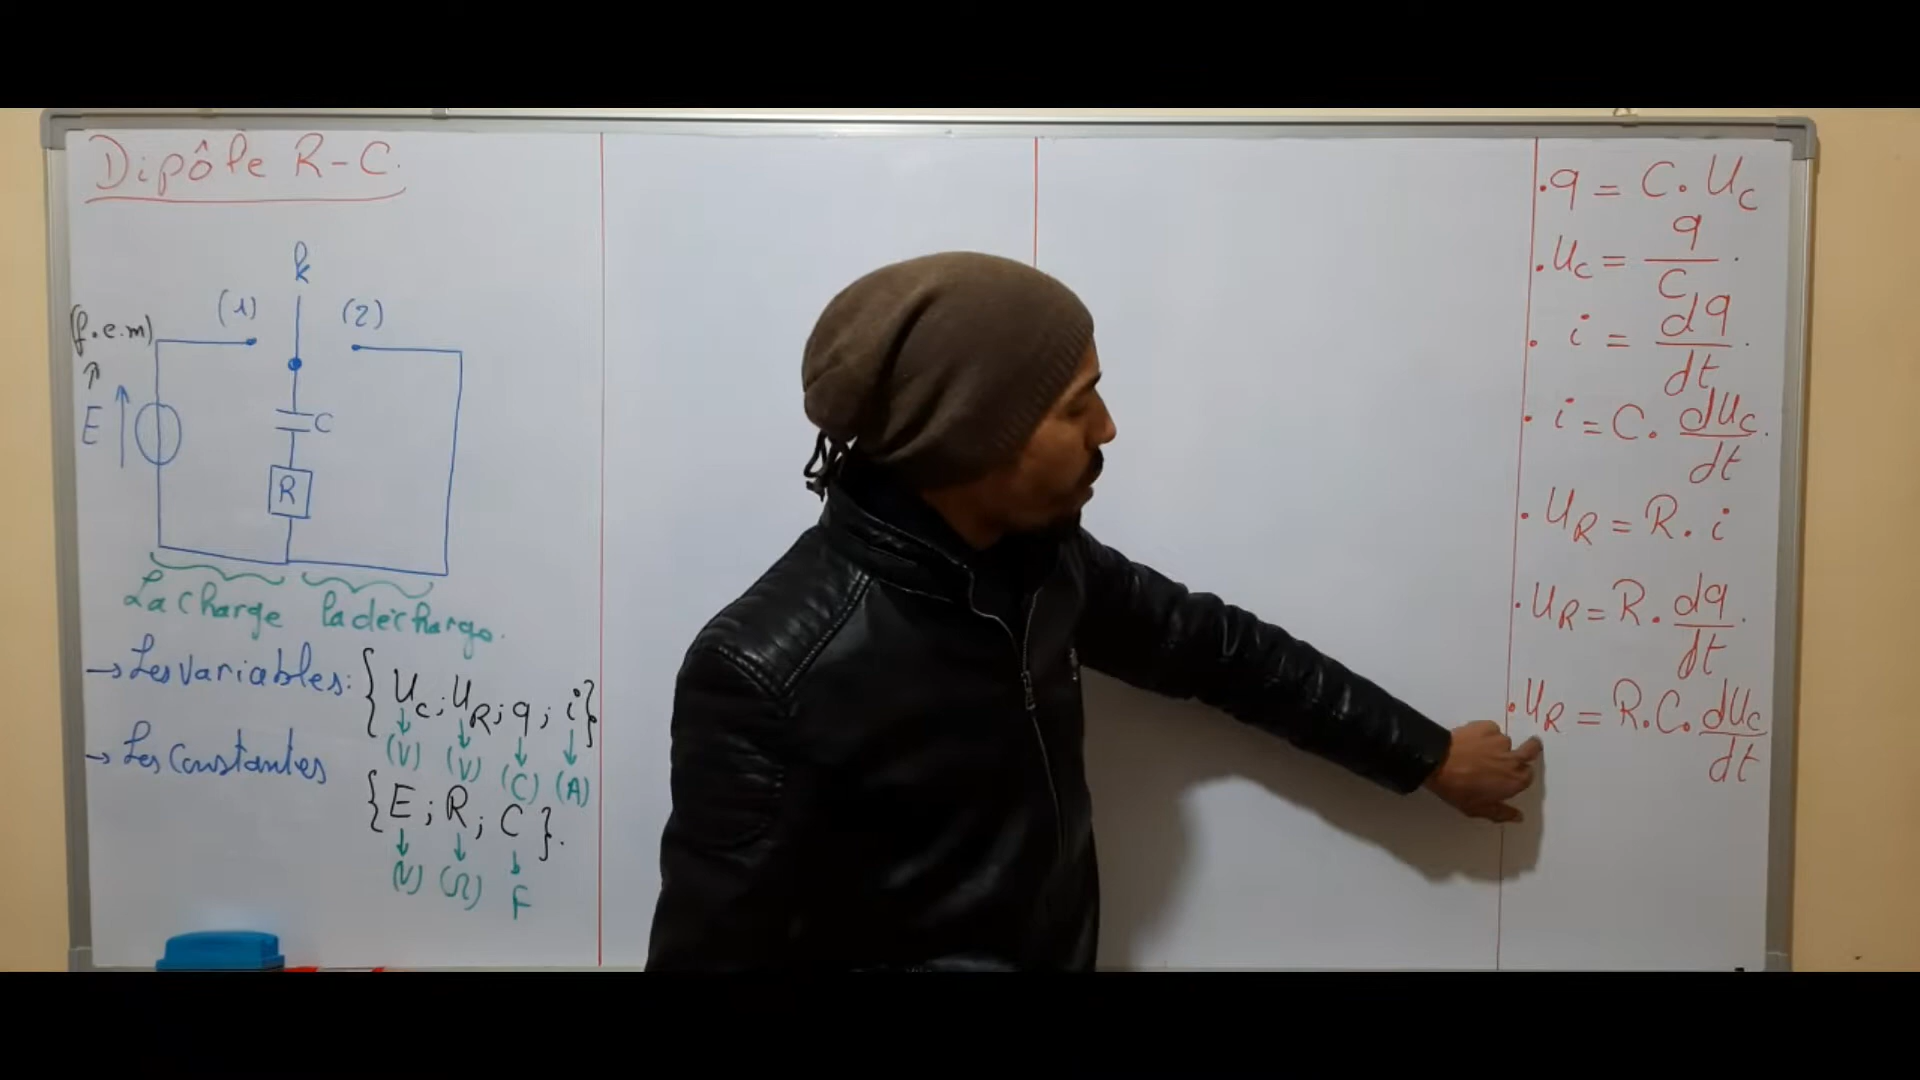 Dipôle R-C.
k
(1)
(2)
(f.e.m)
E
C
R
La charge
la décharge.
→ Les variables: { Uc ; UR ; q ; i }
(V) (V) (C) (A)
→ Les Constantes
{ E ; R ; C }.
(V) (Ω) F
• q = C. Uc
• Uc = q/C.
• i = dq/dt.
• i = C. dUc/dt.
• UR = R. i
• UR = R. dq/dt.
• UR = R.C. dUc/dt